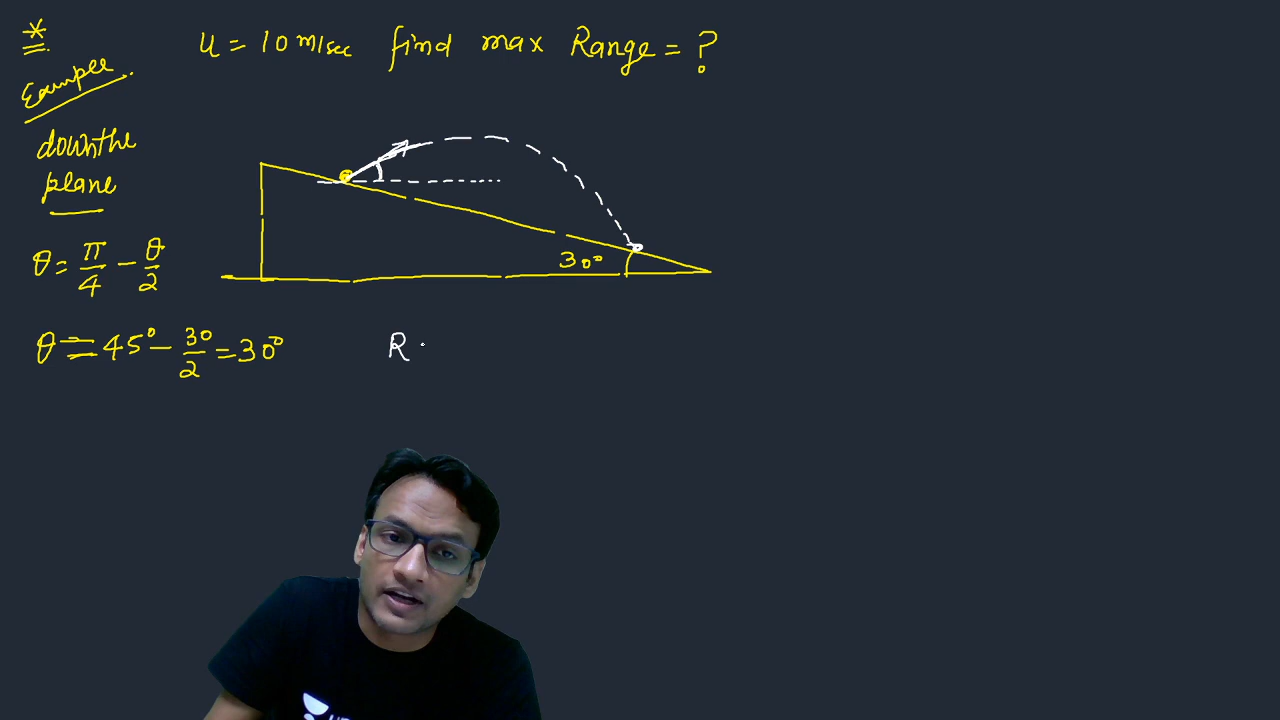 *
u = 10 m/sec find max Range = ?
Example
down the
plane
θ = π/4 - θ/2
30°
θ = 45° - 30/2 = 30°
R